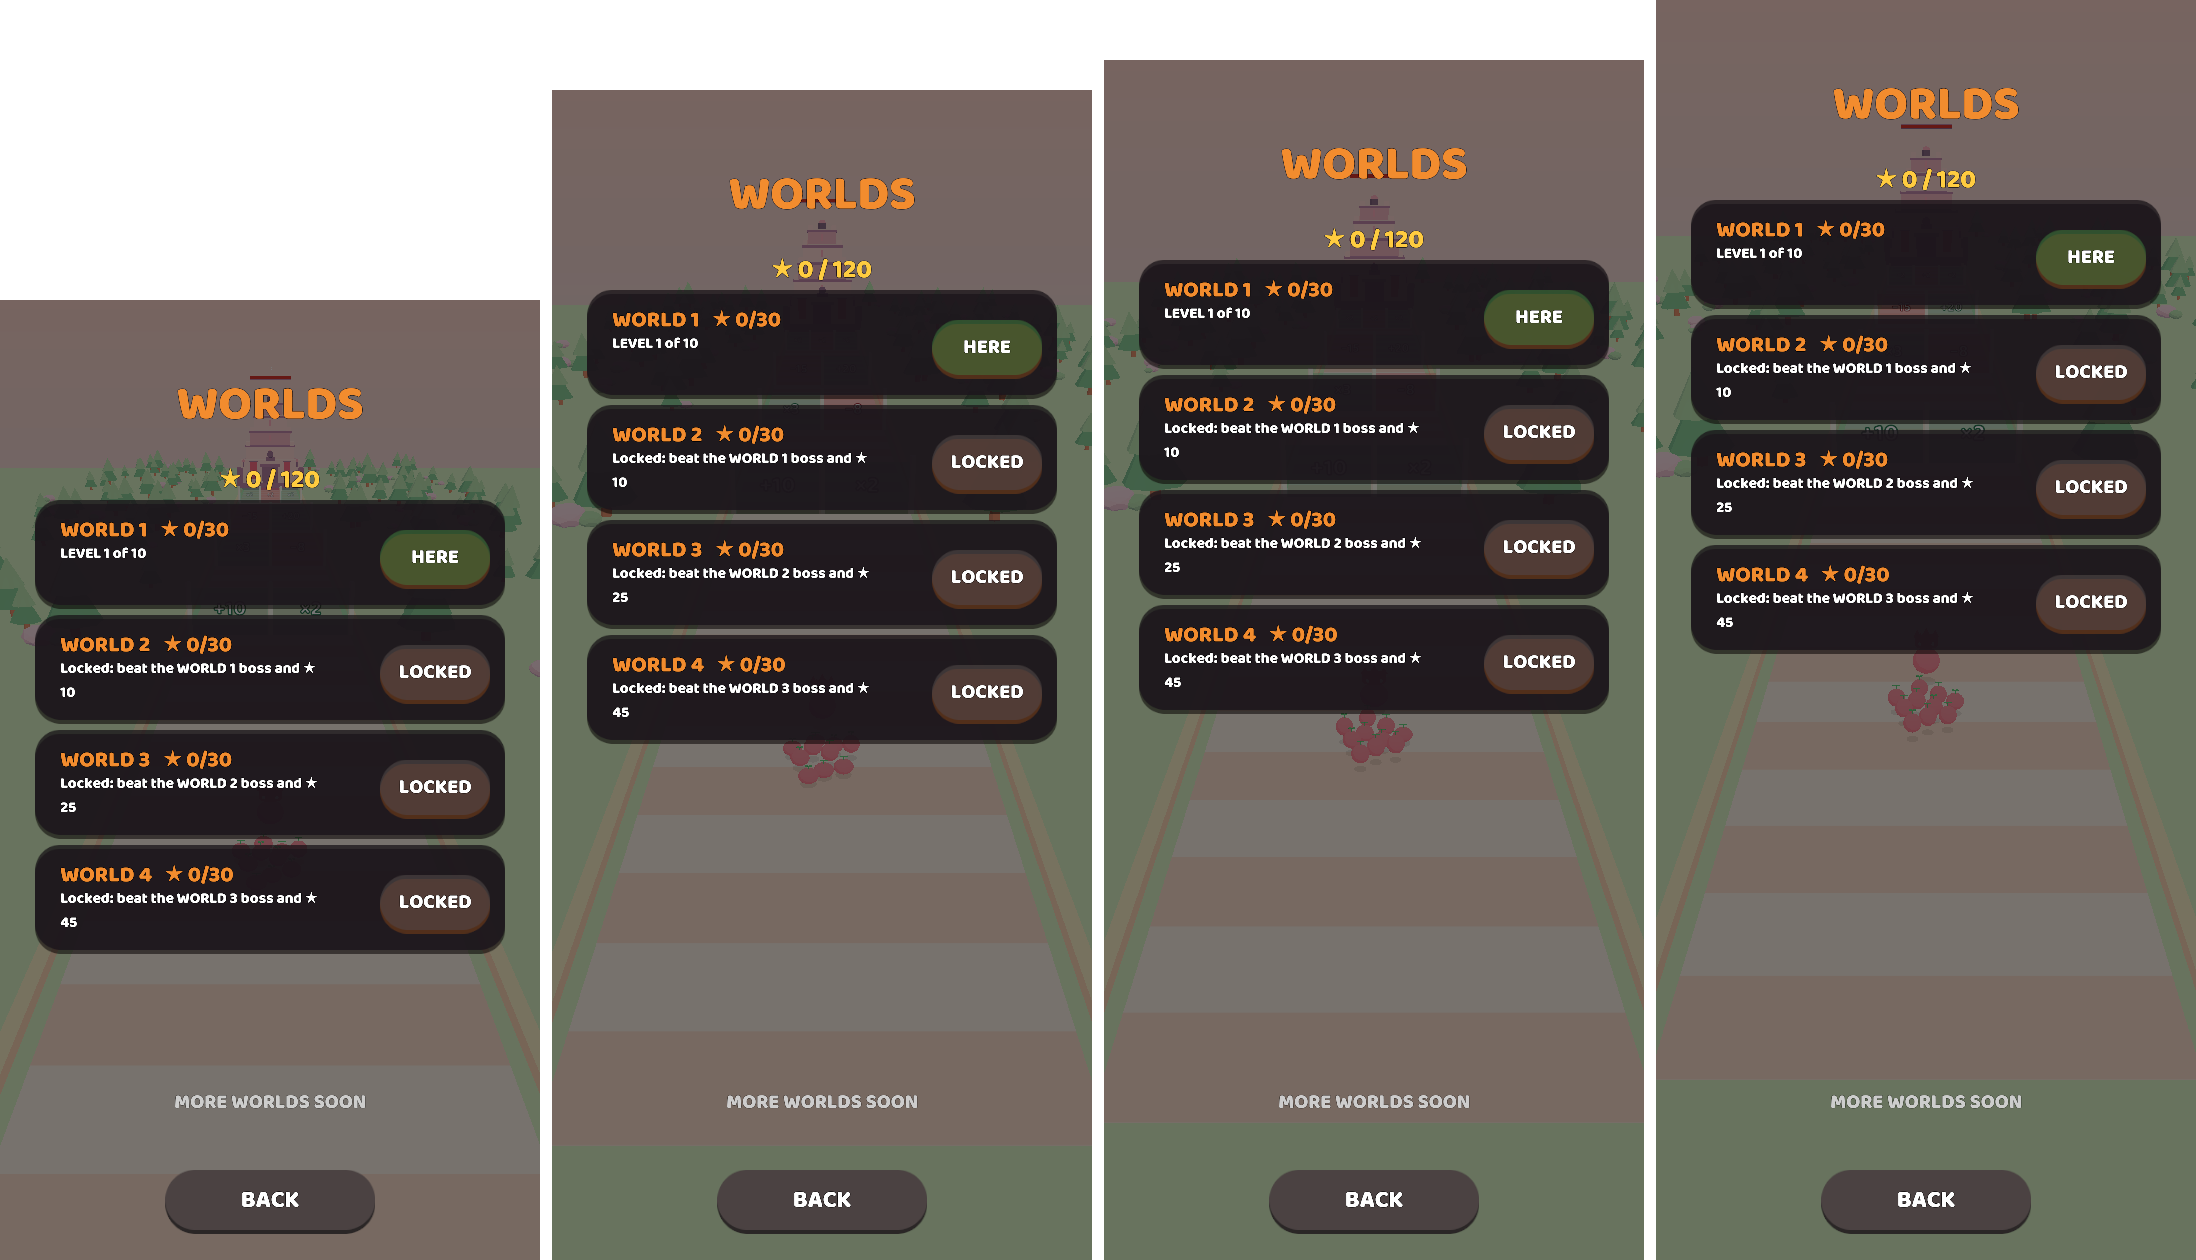 WORLDS
★ 0 / 120
WORLD 1 ★ 0/30
LEVEL 1 of 10
HERE
+10 x2
WORLD 2 ★ 0/30
Locked: beat the WORLD 1 boss and ★
10
LOCKED
WORLD 3 ★ 0/30
Locked: beat the WORLD 2 boss and ★
25
LOCKED
WORLD 4 ★ 0/30
Locked: beat the WORLD 3 boss and ★
45
LOCKED
MORE WORLDS SOON
BACK
WORLDS
★ 0 / 120
WORLD 1 ★ 0/30
LEVEL 1 of 10
HERE
WORLD 2 ★ 0/30
Locked: beat the WORLD 1 boss and ★
10
LOCKED
WORLD 3 ★ 0/30
Locked: beat the WORLD 2 boss and ★
25
LOCKED
WORLD 4 ★ 0/30
Locked: beat the WORLD 3 boss and ★
45
LOCKED
MORE WORLDS SOON
BACK
WORLDS
★ 0 / 120
WORLD 1 ★ 0/30
LEVEL 1 of 10
HERE
WORLD 2 ★ 0/30
Locked: beat the WORLD 1 boss and ★
10
LOCKED
WORLD 3 ★ 0/30
Locked: beat the WORLD 2 boss and ★
25
LOCKED
WORLD 4 ★ 0/30
Locked: beat the WORLD 3 boss and ★
45
LOCKED
MORE WORLDS SOON
BACK
WORLDS
★ 0 / 120
WORLD 1 ★ 0/30
LEVEL 1 of 10
HERE
WORLD 2 ★ 0/30
Locked: beat the WORLD 1 boss and ★
10
LOCKED
+10 x2
WORLD 3 ★ 0/30
Locked: beat the WORLD 2 boss and ★
25
LOCKED
WORLD 4 ★ 0/30
Locked: beat the WORLD 3 boss and ★
45
LOCKED
MORE WORLDS SOON
BACK